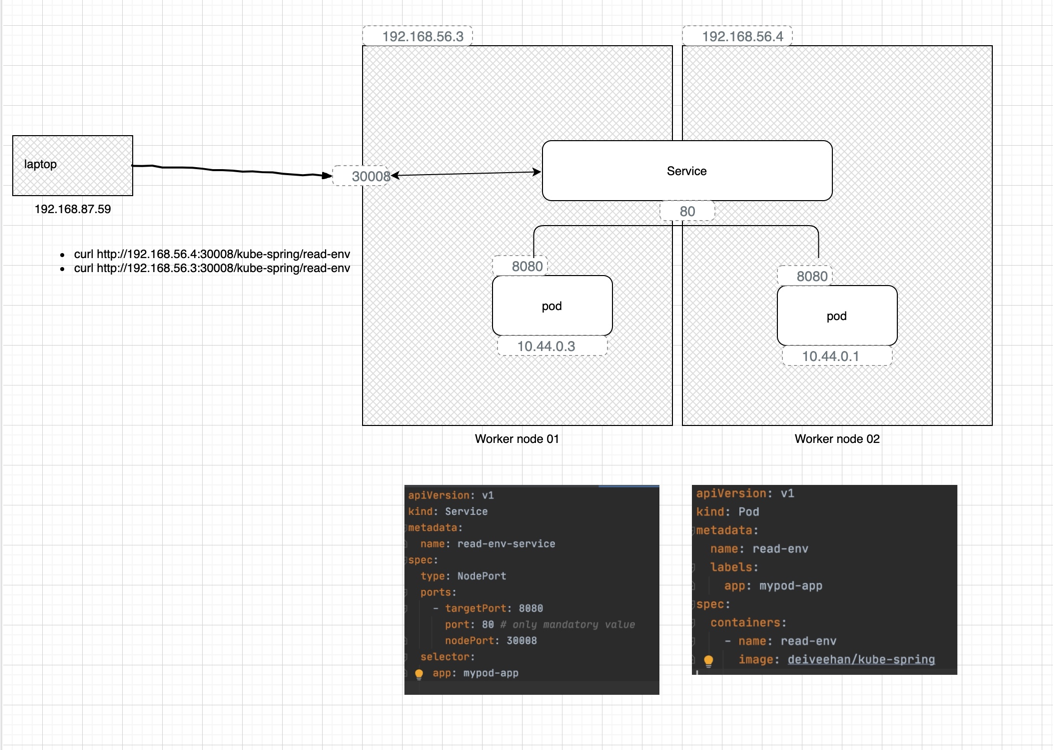 192.168.56.3
192.168.56.4
laptop
192.168.87.59
30008
Service
80
curl http://192.168.56.4:30008/kube-spring/read-env
curl http://192.168.56.3:30008/kube-spring/read-env
8080
pod
10.44.0.3
8080
pod
10.44.0.1
Worker node 01
Worker node 02
apiVersion: v1
kind: Service
metadata:
name: read-env-service
spec:
type: NodePort
ports:
- targetPort: 8080
port: 80 # only mandatory value
nodePort: 30008
selector:
app: mypod-app
apiVersion: v1
kind: Pod
metadata:
name: read-env
labels:
app: mypod-app
spec:
containers:
- name: read-env
image: deiveehan/kube-spring